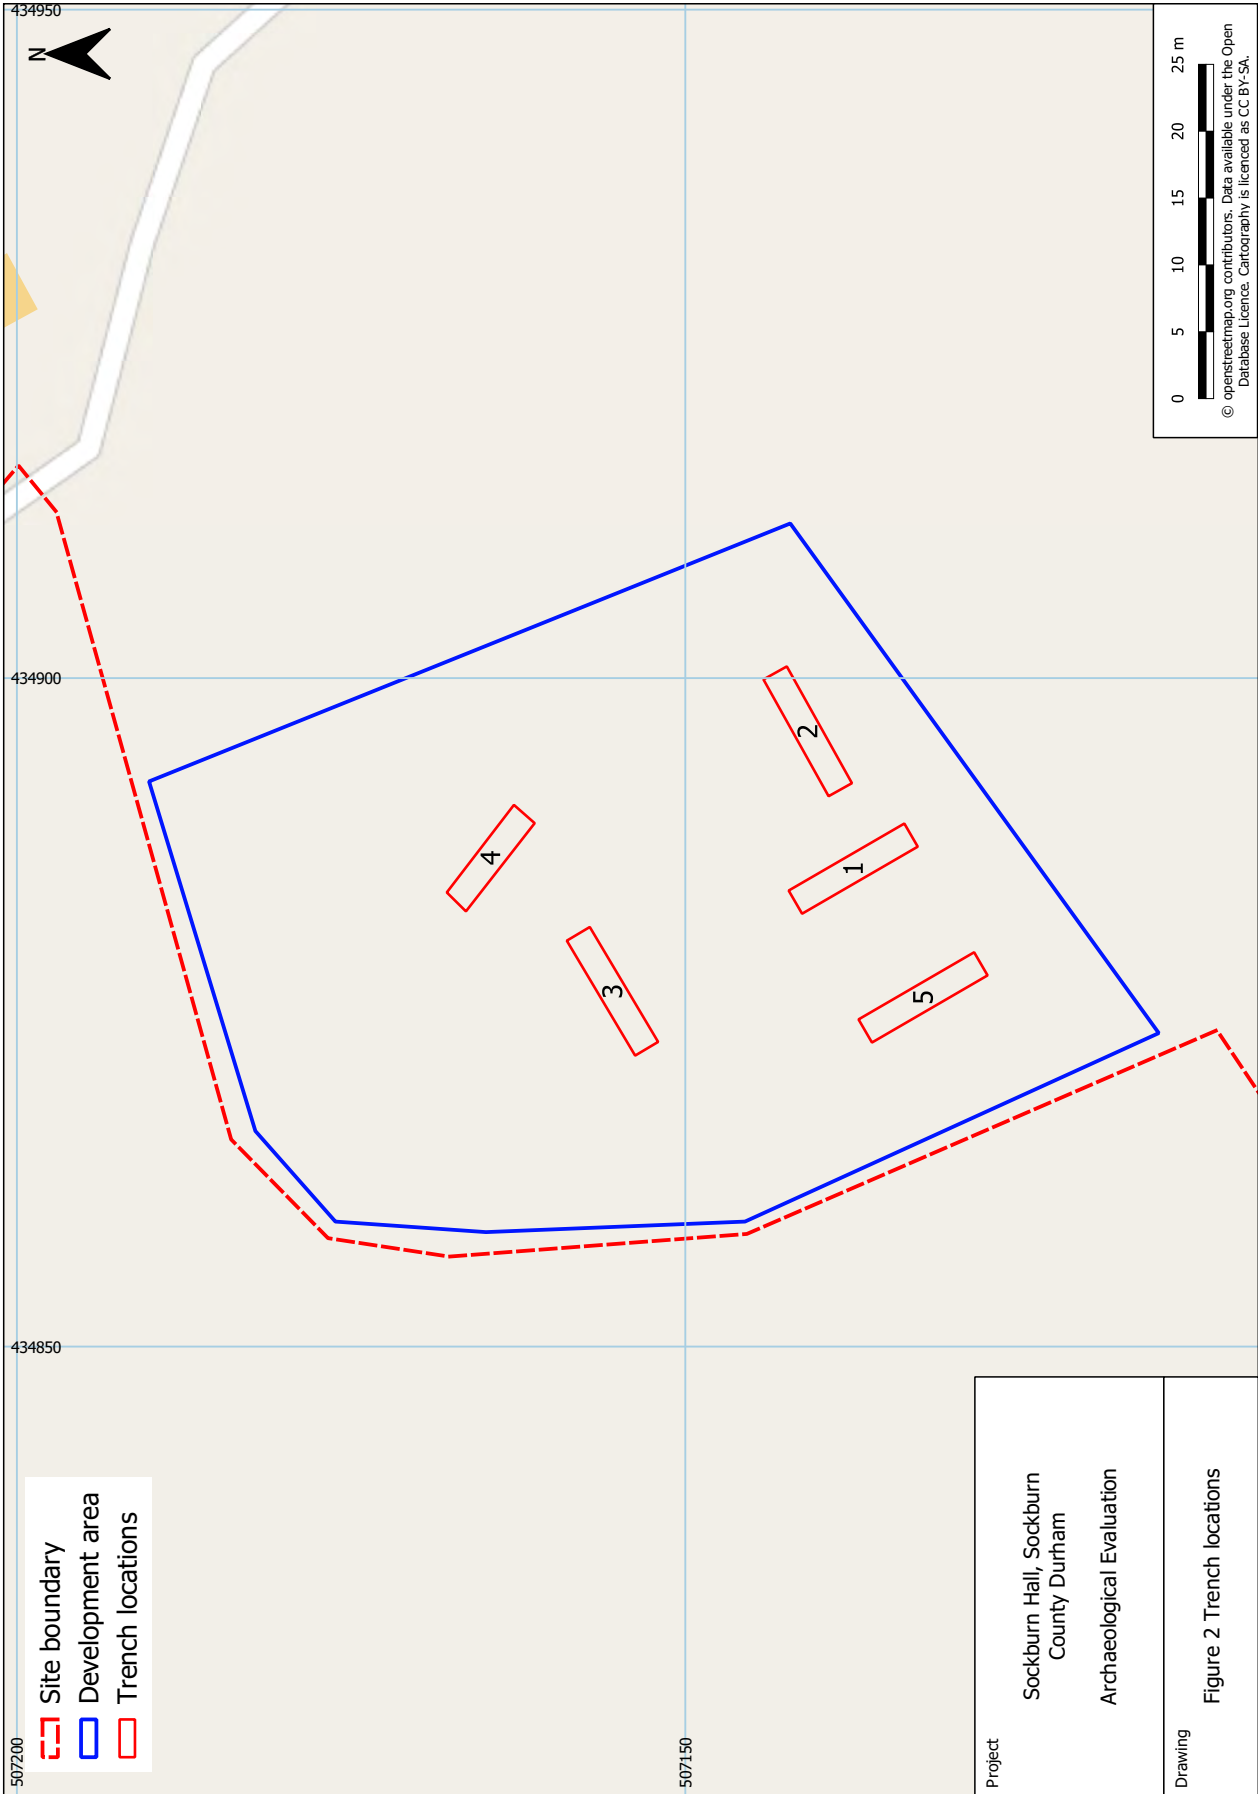 Site boundary
Development area
Trench locations
507200
507150
434850
434900
434950
N
4
3
2
1
5
0 5 10 15 20 25 m
© openstreetmap.org contributors. Data available under the Open
Database Licence. Cartography is licenced as CC BY-SA.
Project
Sockburn Hall, Sockburn
County Durham
Archaeological Evaluation
Drawing
Figure 2 Trench locations